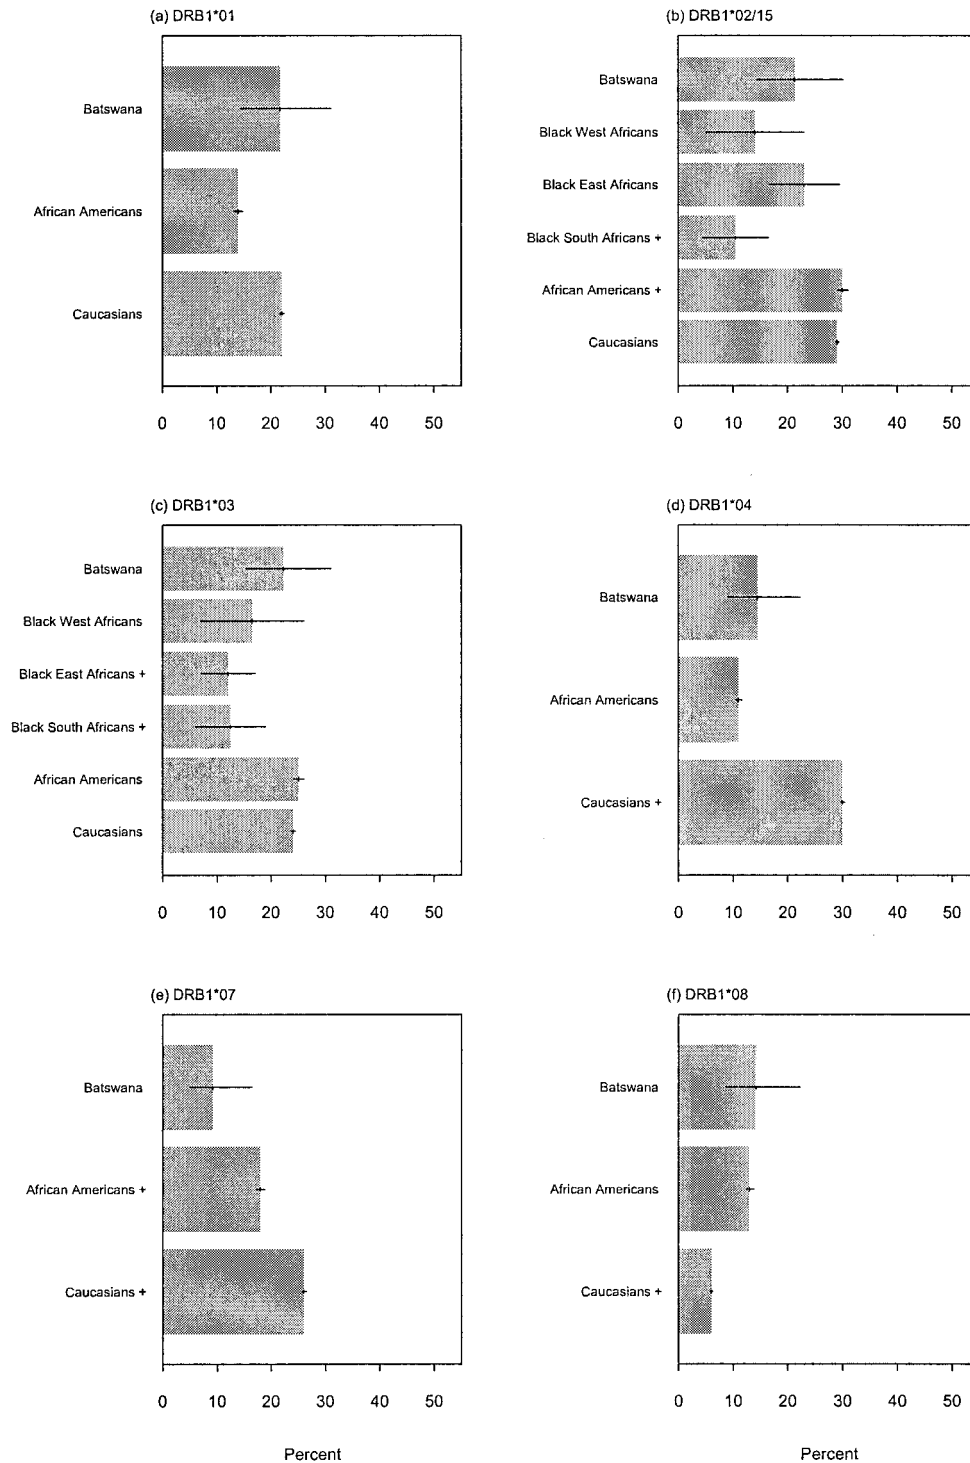 (a) DRB1*01
Batswana
African Americans
Caucasians
0 10 20 30 40 50
(b) DRB1*02/15
Batswana
Black West Africans
Black East Africans
Black South Africans +
African Americans +
Caucasians
0 10 20 30 40 50
(c) DRB1*03
Batswana
Black West Africans
Black East Africans +
Black South Africans +
African Americans
Caucasians
0 10 20 30 40 50
(d) DRB1*04
Batswana
African Americans
Caucasians +
0 10 20 30 40 50
(e) DRB1*07
Batswana
African Americans +
Caucasians +
0 10 20 30 40 50
Percent
(f) DRB1*08
Batswana
African Americans
Caucasians +
0 10 20 30 40 50
Percent